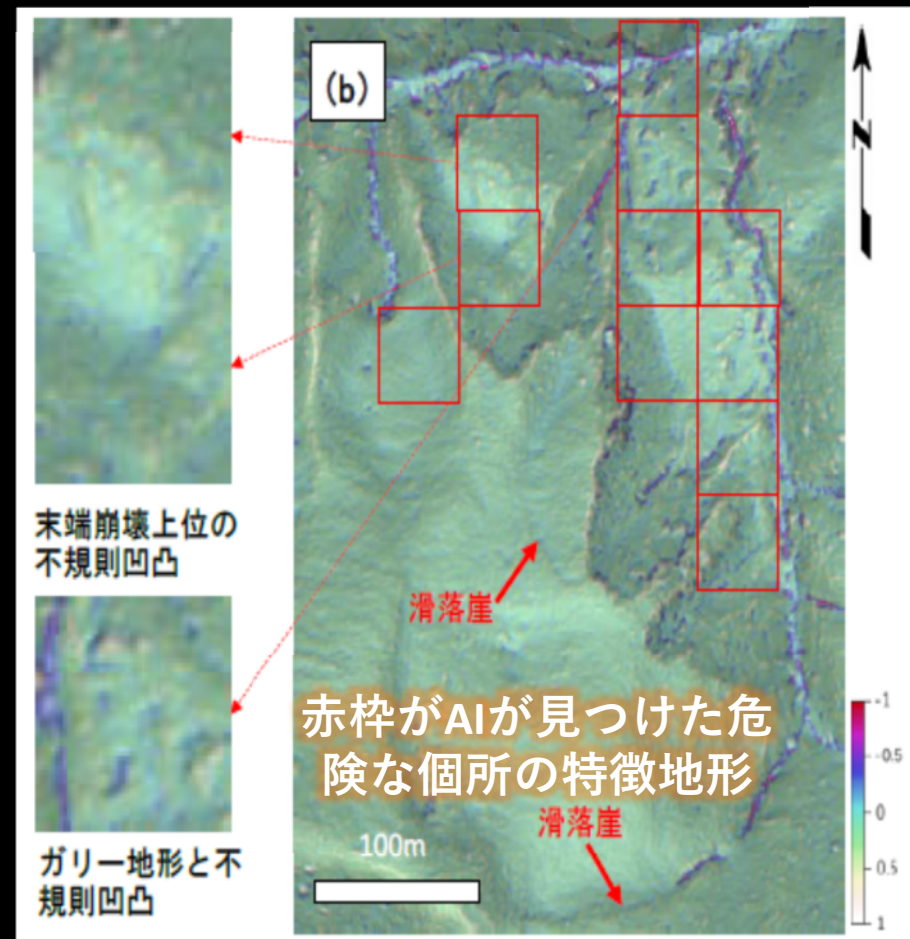 (b)
N
末端崩壊上位の
不規則凹凸
滑落崖
赤枠がAIが見つけた危
険な個所の特徴地形
滑落崖
100m
ガリー地形と不
規則凹凸
-1
-0.5
0
0.5
1